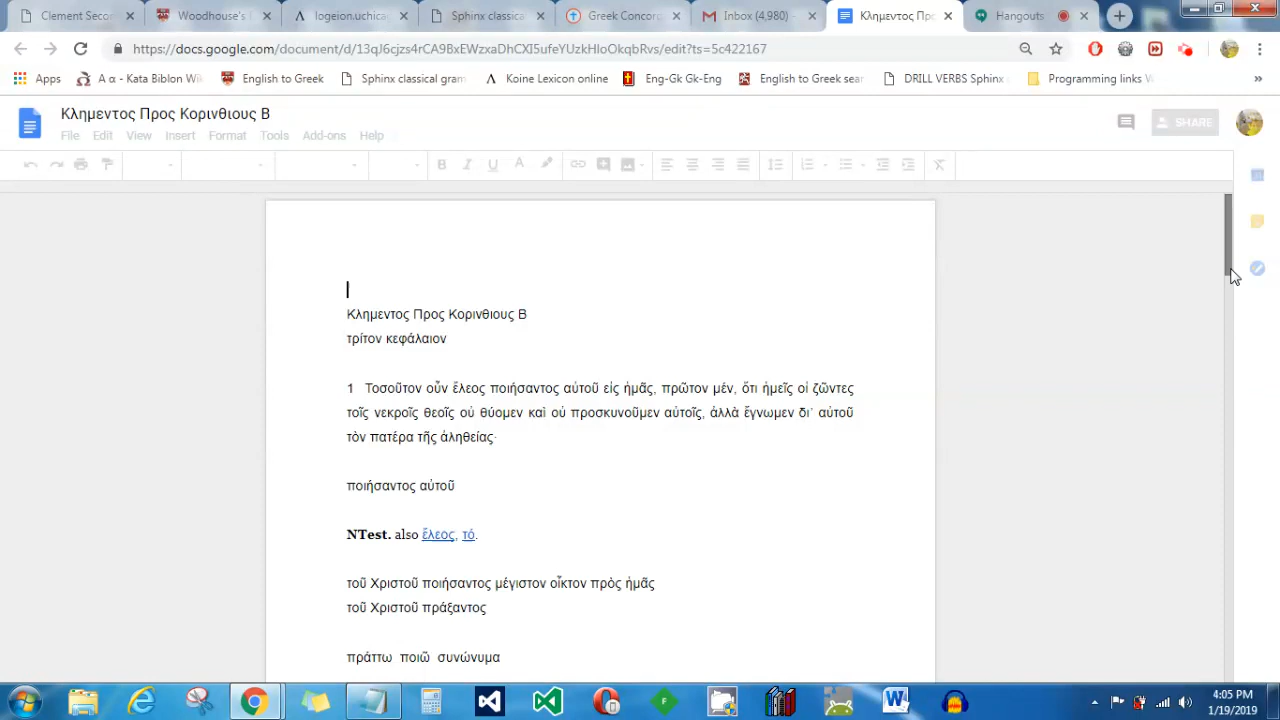 Clement Secon
Woodhouse's
logeion.uchica
Sphinx classica
Greek Concord
Inbox (4,980) -
Κλημεντος Προς
Hangouts
https://docs.google.com/document/d/13qJ6cjzs4rCA9BxEWzxaDhCXI5ufeYUzkHIoOkqbRvs/edit?ts=5c422167
Apps
A α - Kata Biblon Wi
English to Greek
Sphinx classical gram
Koine Lexicon online
Eng-Gk Gk-Eng
English to Greek sear
DRILL VERBS Sphinx
Programming links W
»
Κλημεντος Προς Κορινθιους Β
File Edit View Insert Format Tools Add-ons Help
SHARE
B I U A
Κλημεντος Προς Κορινθιους Β
τρίτον κεφάλαιον
1 Τοσοῦτον οὖν ἔλεος ποιήσαντος αὐτοῦ εἰς ἡμᾶς, πρῶτον μέν, ὅτι ἡμεῖς οἱ ζῶντες
τοῖς νεκροῖς θεοῖς οὐ θύομεν καὶ οὐ προσκυνοῦμεν αὐτοῖς, ἀλλὰ ἔγνωμεν δι᾽ αὐτοῦ
τὸν πατέρα τῆς ἀληθείας·
ποιήσαντος αὐτοῦ
NTest. also ἔλεος, τό.
τοῦ Χριστοῦ ποιήσαντος μέγιστον οἶκτον πρὸς ἡμᾶς
τοῦ Χριστοῦ πράξαντος
πράττω ποιῶ συνώνυμα
4:05 PM
1/19/2019